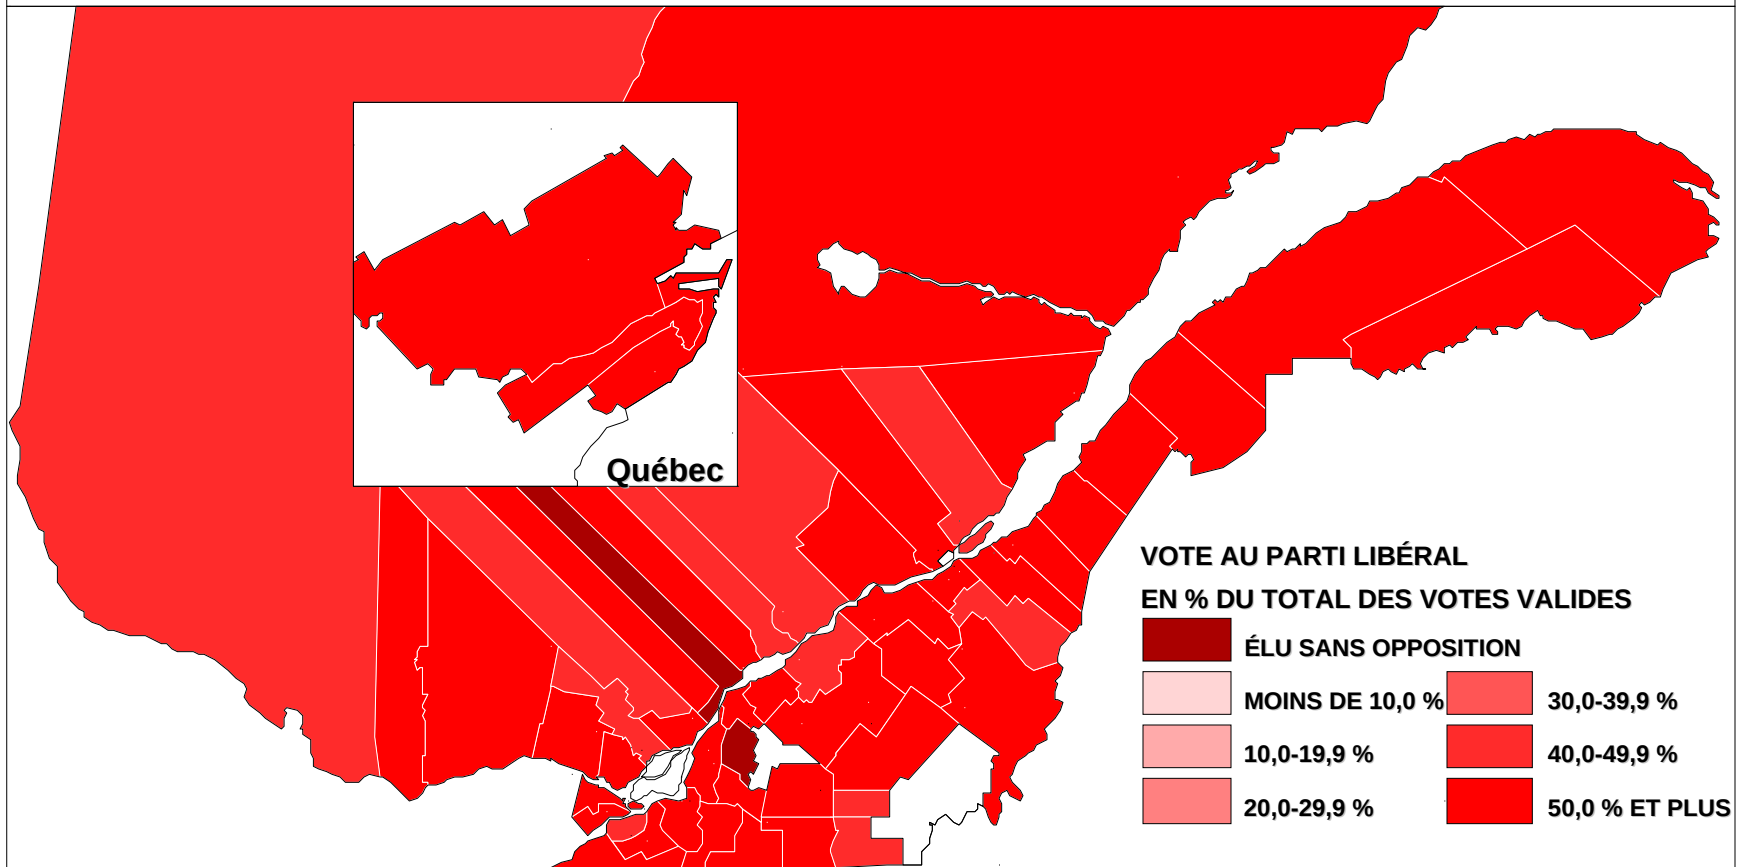 Québec
VOTE AU PARTI LIBÉRAL
EN % DU TOTAL DES VOTES VALIDES
ÉLU SANS OPPOSITION
MOINS DE 10,0 %
30,0-39,9 %
10,0-19,9 %
40,0-49,9 %
20,0-29,9 %
50,0 % ET PLUS